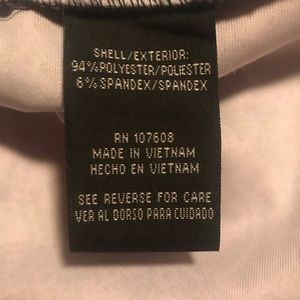 SHELL/EXTERIOR:
94%POLYESTER/POLIESTER
6%SPANDEX/SPANDEX
RN 107608
MADE IN VIETNAM
HECHO EN VIETNAM
SEE REVERSE FOR CARE
VER AL DORSO PARA CUIDADO